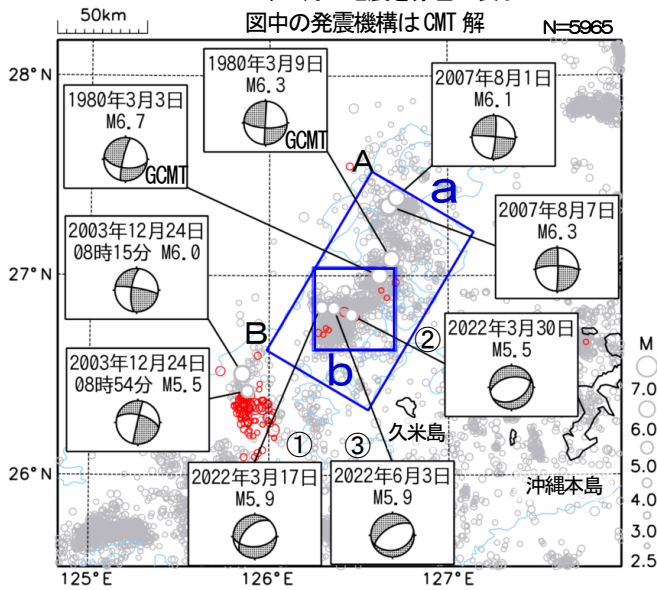 50km
図中の発震機構は CMT 解
N=5965
28°N
27°N
26°N
125°E
126°E
127°E
1980年3月9日
M6.3
GCMT
2007年8月1日
M6.1
1980年3月3日
M6.7
GCMT
A
a
2003年12月24日
08時15分 M6.0
2007年8月7日
M6.3
B
b
②
2022年3月30日
M5.5
2003年12月24日
08時54分 M5.5
①
③
久米島
沖縄本島
2022年3月17日
M5.9
2022年6月3日
M5.9
M
7.0
6.0
5.0
4.0
3.0
2.5